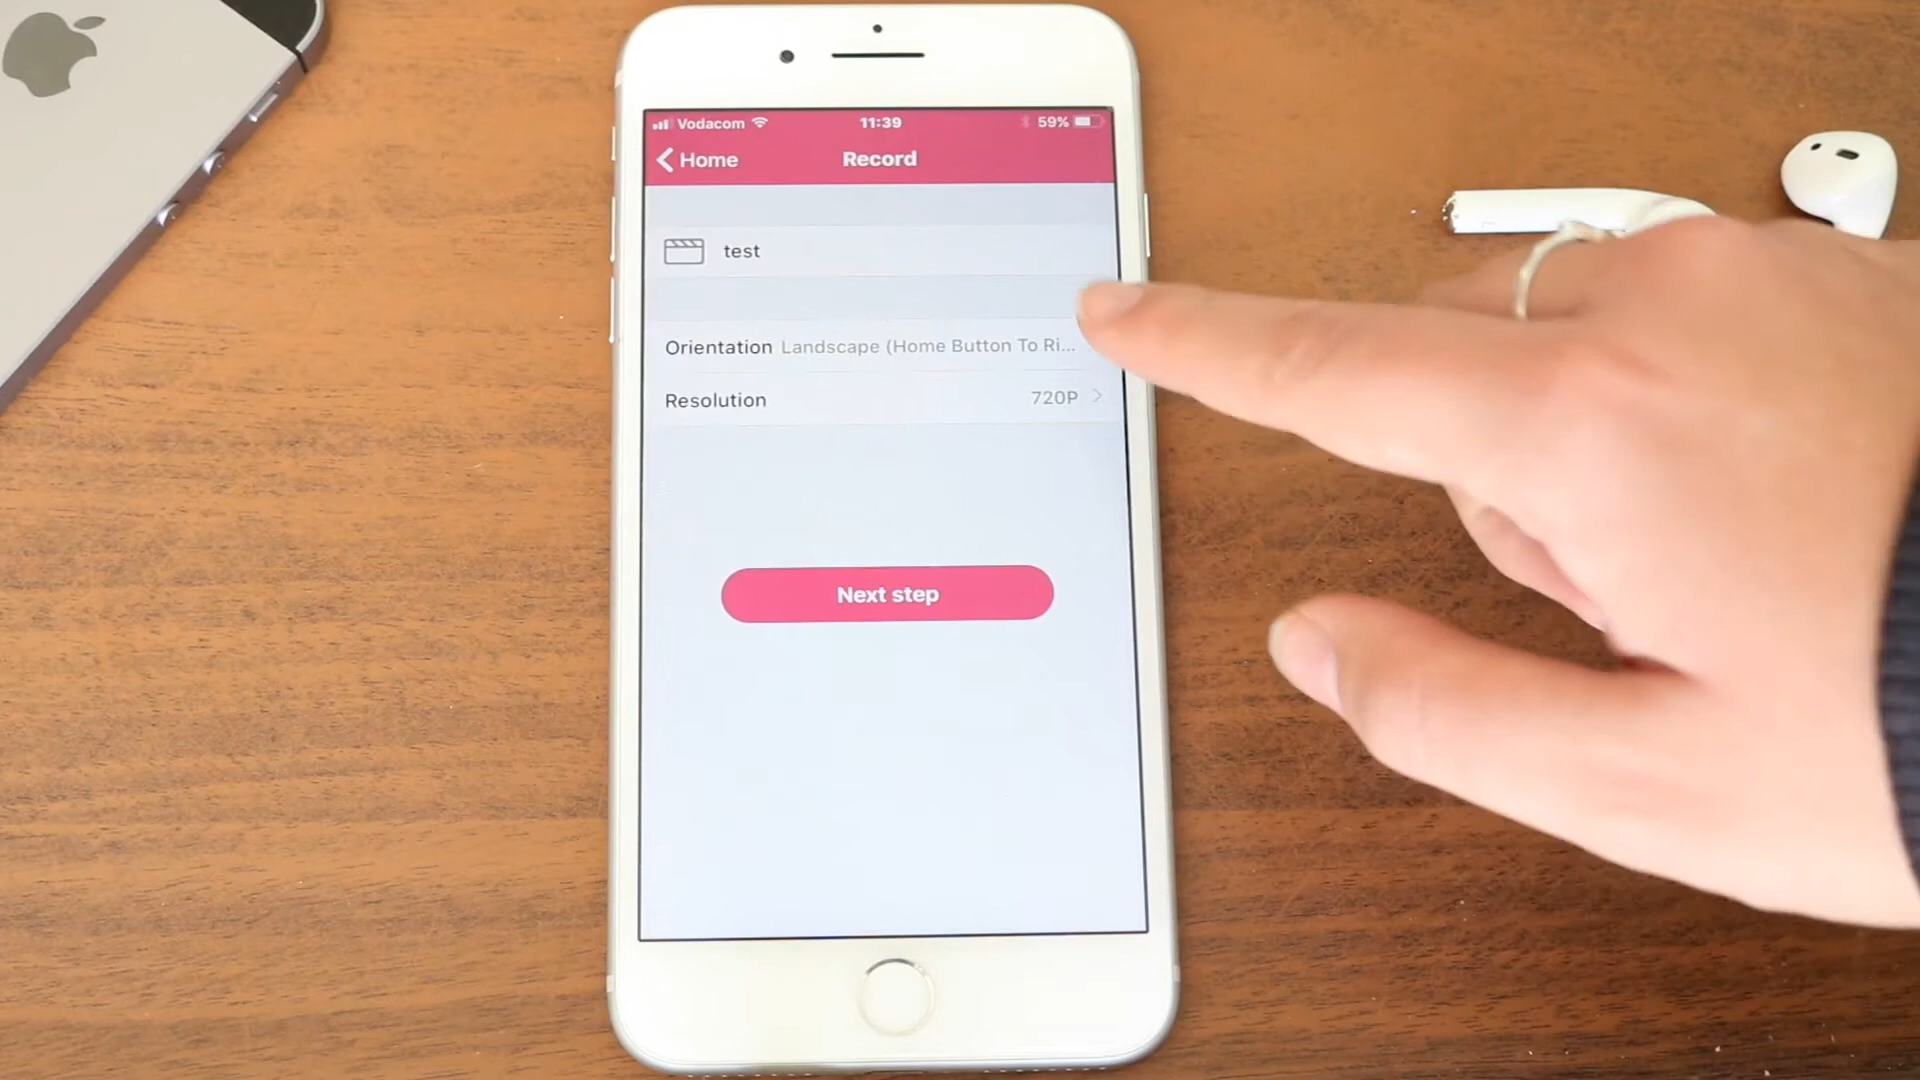 Vodacom 11:39 59%
Home Record
test
Orientation Landscape (Home Button To Ri...
Resolution 720P
Next step